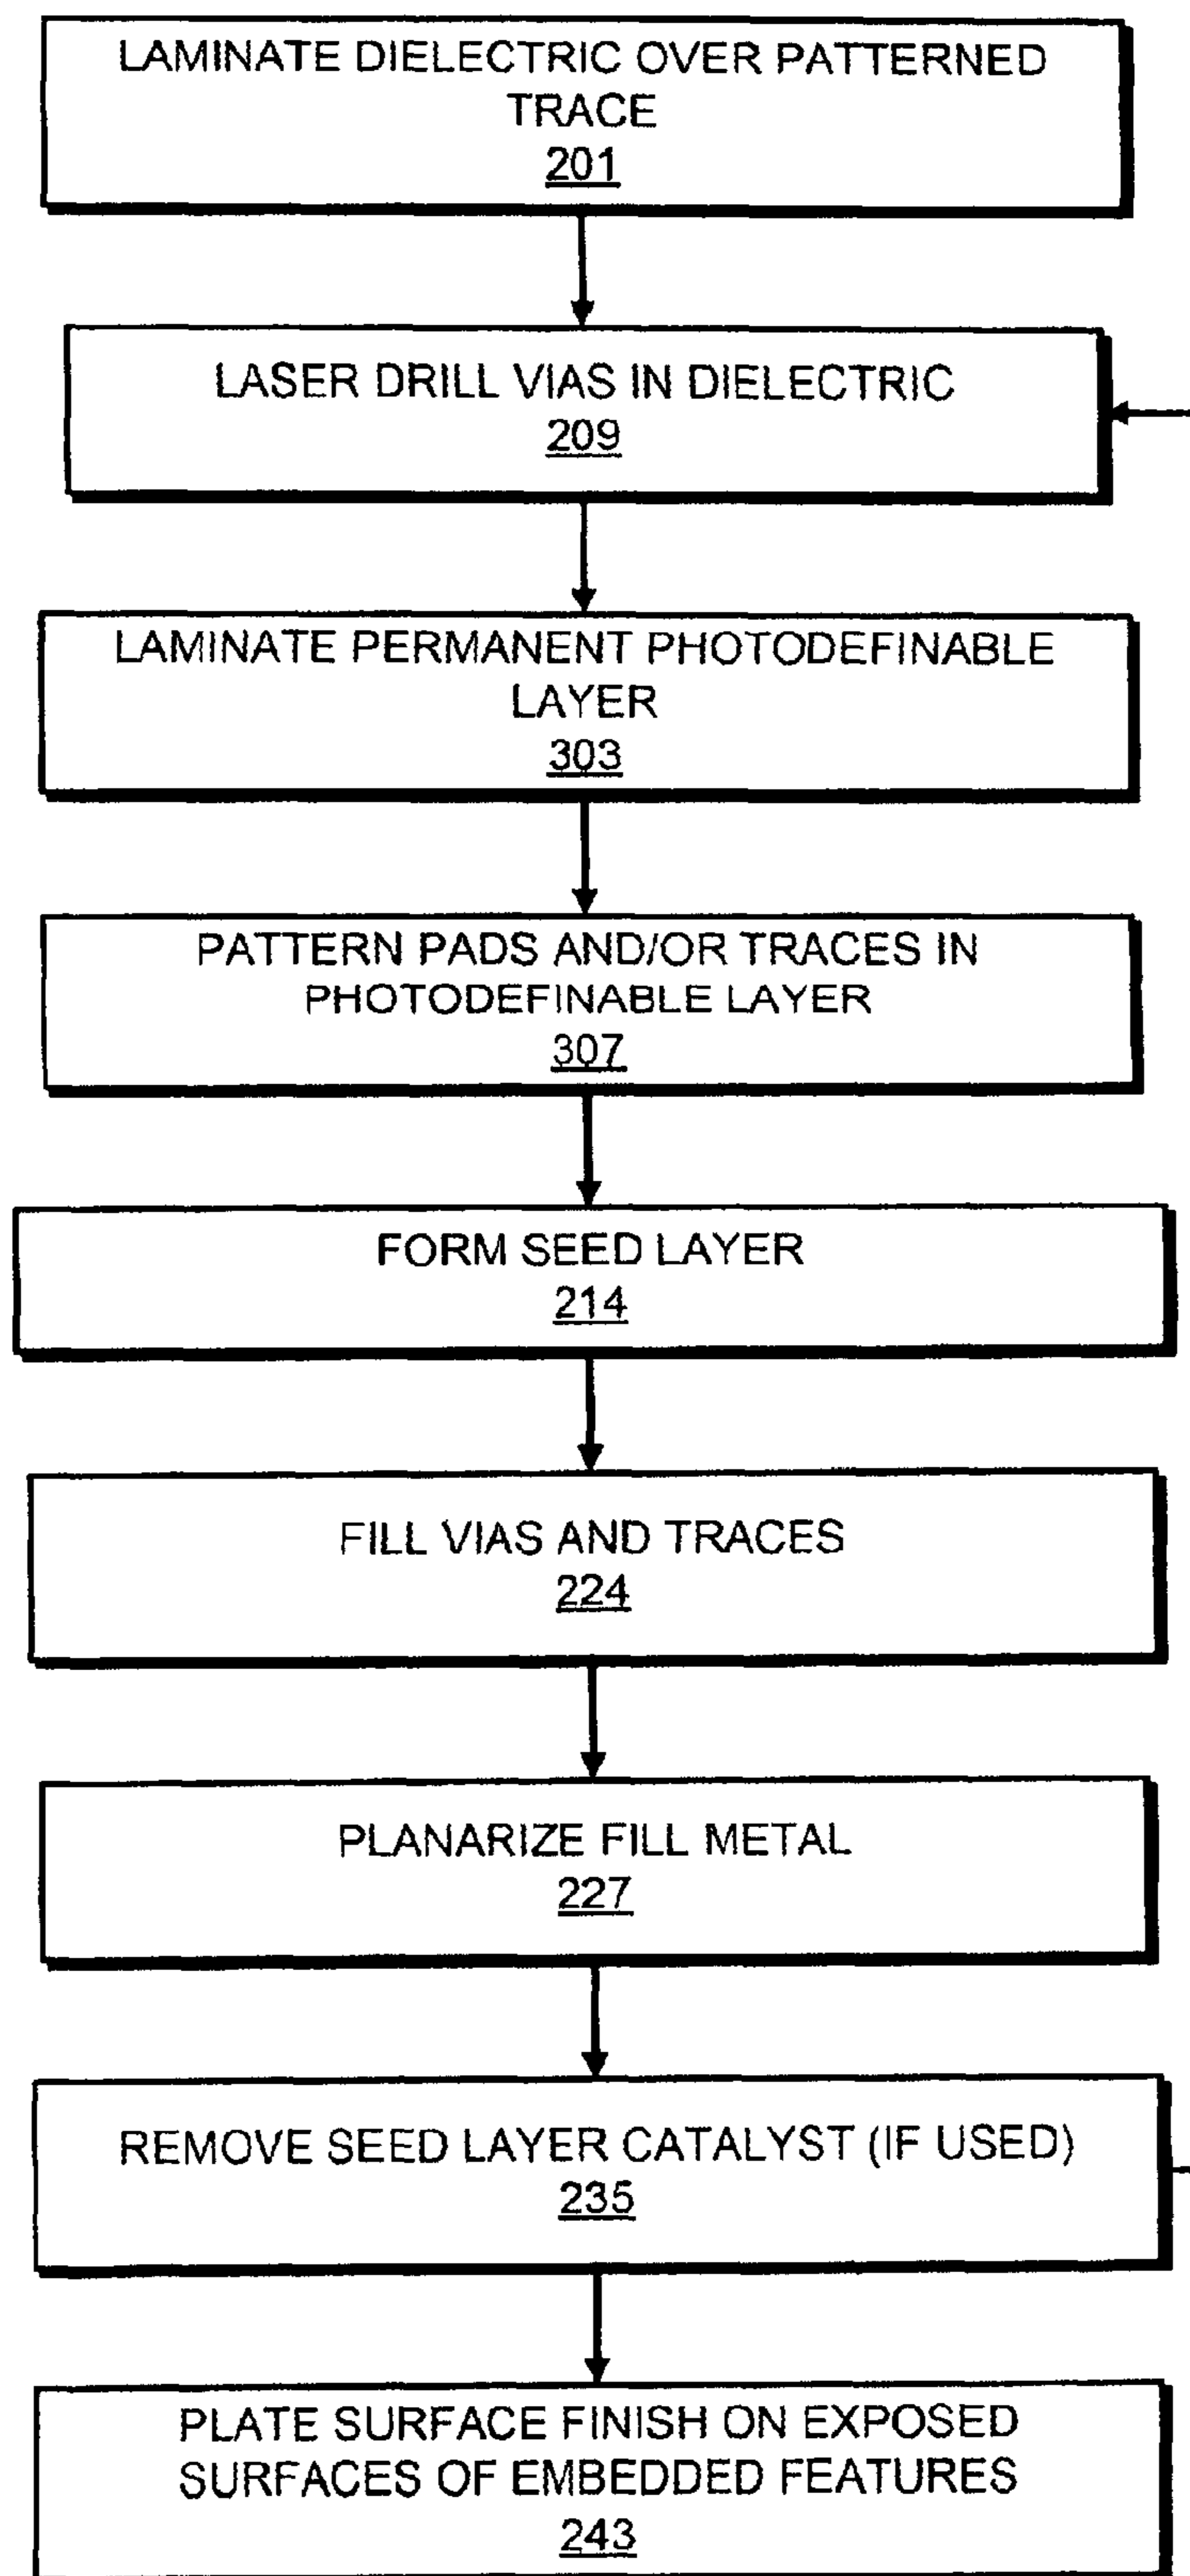 LAMINATE DIELECTRIC OVER PATTERNED
TRACE
201
LASER DRILL VIAS IN DIELECTRIC
209
LAMINATE PERMANENT PHOTODEFINABLE
LAYER
303
PATTERN PADS AND/OR TRACES IN
PHOTODEFINABLE LAYER
307
FORM SEED LAYER
214
FILL VIAS AND TRACES
224
PLANARIZE FILL METAL
227
REMOVE SEED LAYER CATALYST (IF USED)
235
PLATE SURFACE FINISH ON EXPOSED
SURFACES OF EMBEDDED FEATURES
243